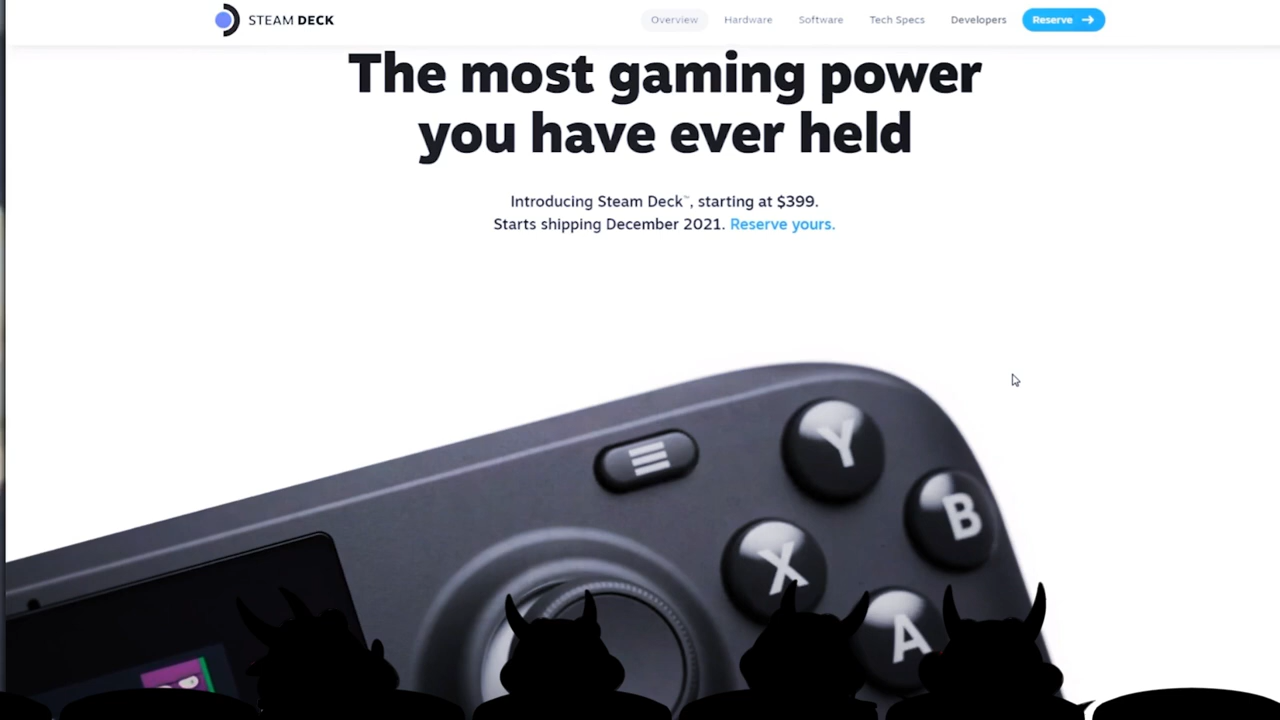 STEAM DECK
Overview Hardware Software Tech Specs Developers Reserve →
The most gaming power
you have ever held
Introducing Steam Deck™, starting at $399.
Starts shipping December 2021. Reserve yours.
Y
B
X
A